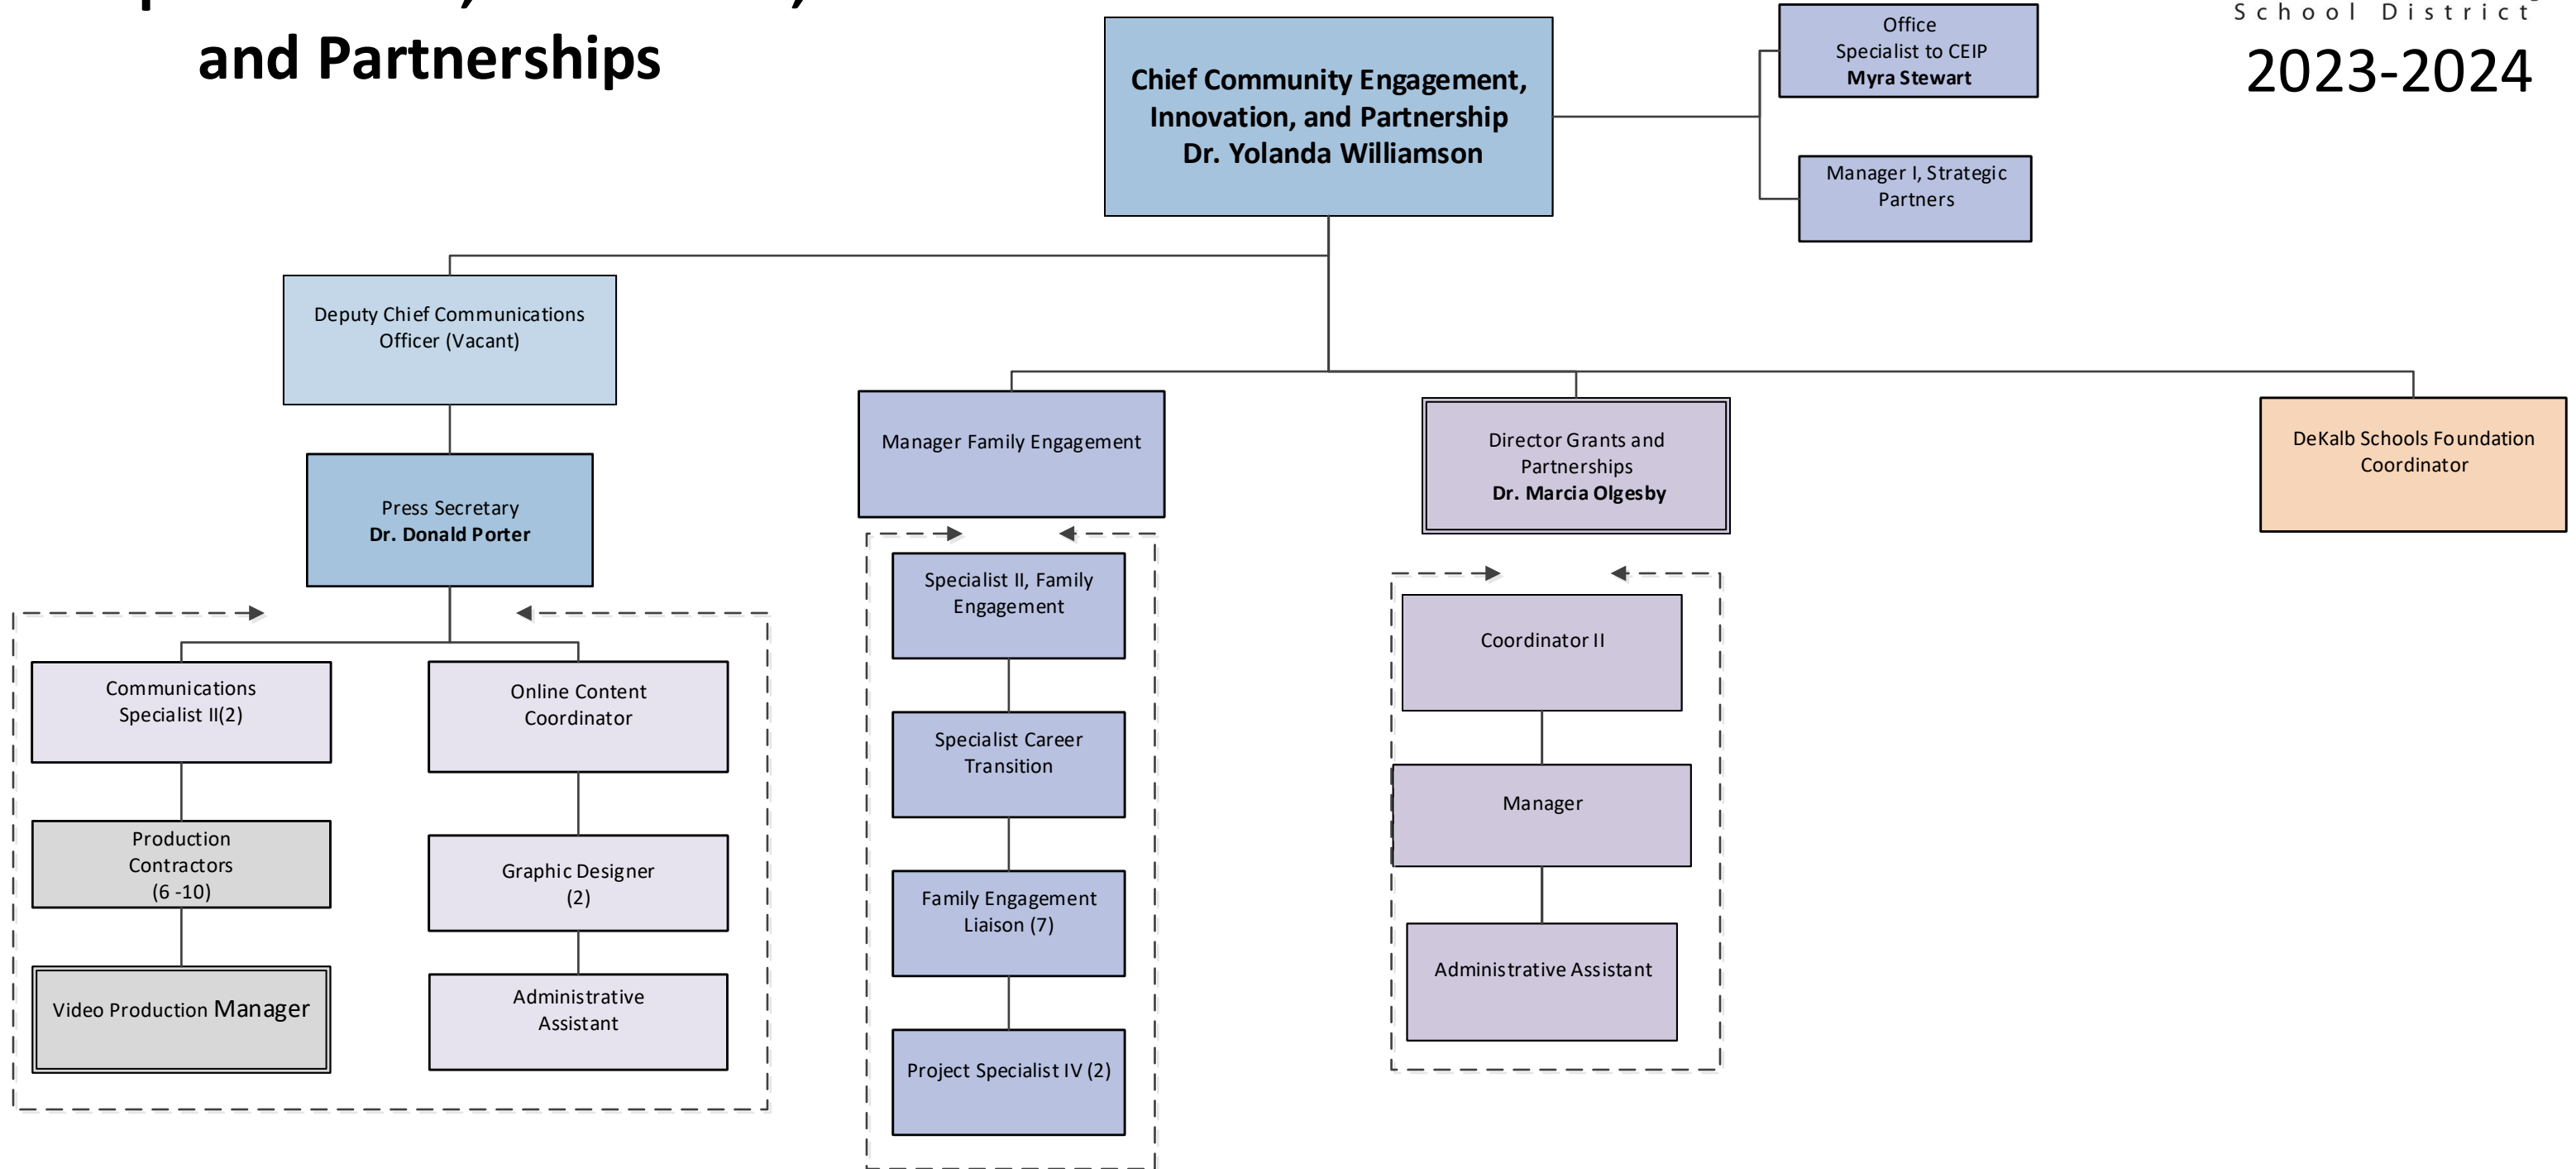 and Partnerships
School District
2023-2024
Chief Community Engagement,
Innovation, and Partnership
Dr. Yolanda Williamson
Office
Specialist to CEIP
Myra Stewart
Manager I, Strategic
Partners
Deputy Chief Communications
Officer (Vacant)
Press Secretary
Dr. Donald Porter
Manager Family Engagement
Director Grants and
Partnerships
Dr. Marcia Olgesby
DeKalb Schools Foundation
Coordinator
Communications
Specialist II(2)
Production
Contractors
(6 -10)
Video Production Manager
Online Content
Coordinator
Graphic Designer
(2)
Administrative
Assistant
Specialist II, Family
Engagement
Specialist Career
Transition
Family Engagement
Liaison (7)
Project Specialist IV (2)
Coordinator II
Manager
Administrative Assistant